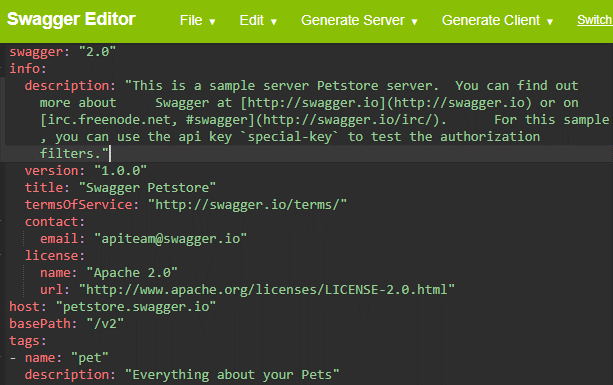 Swagger Editor File Edit Generate Server Generate Client Switch
swagger: "2.0"
info:
description: "This is a sample server Petstore server.  You can find out
more about     Swagger at [http://swagger.io](http://swagger.io) or on
[irc.freenode.net, #swagger](http://swagger.io/irc/).      For this sample
, you can use the api key `special-key` to test the authorization
filters."
version: "1.0.0"
title: "Swagger Petstore"
termsOfService: "http://swagger.io/terms/"
contact:
email: "apiteam@swagger.io"
license:
name: "Apache 2.0"
url: "http://www.apache.org/licenses/LICENSE-2.0.html"
host: "petstore.swagger.io"
basePath: "/v2"
tags:
- name: "pet"
description: "Everything about your Pets"